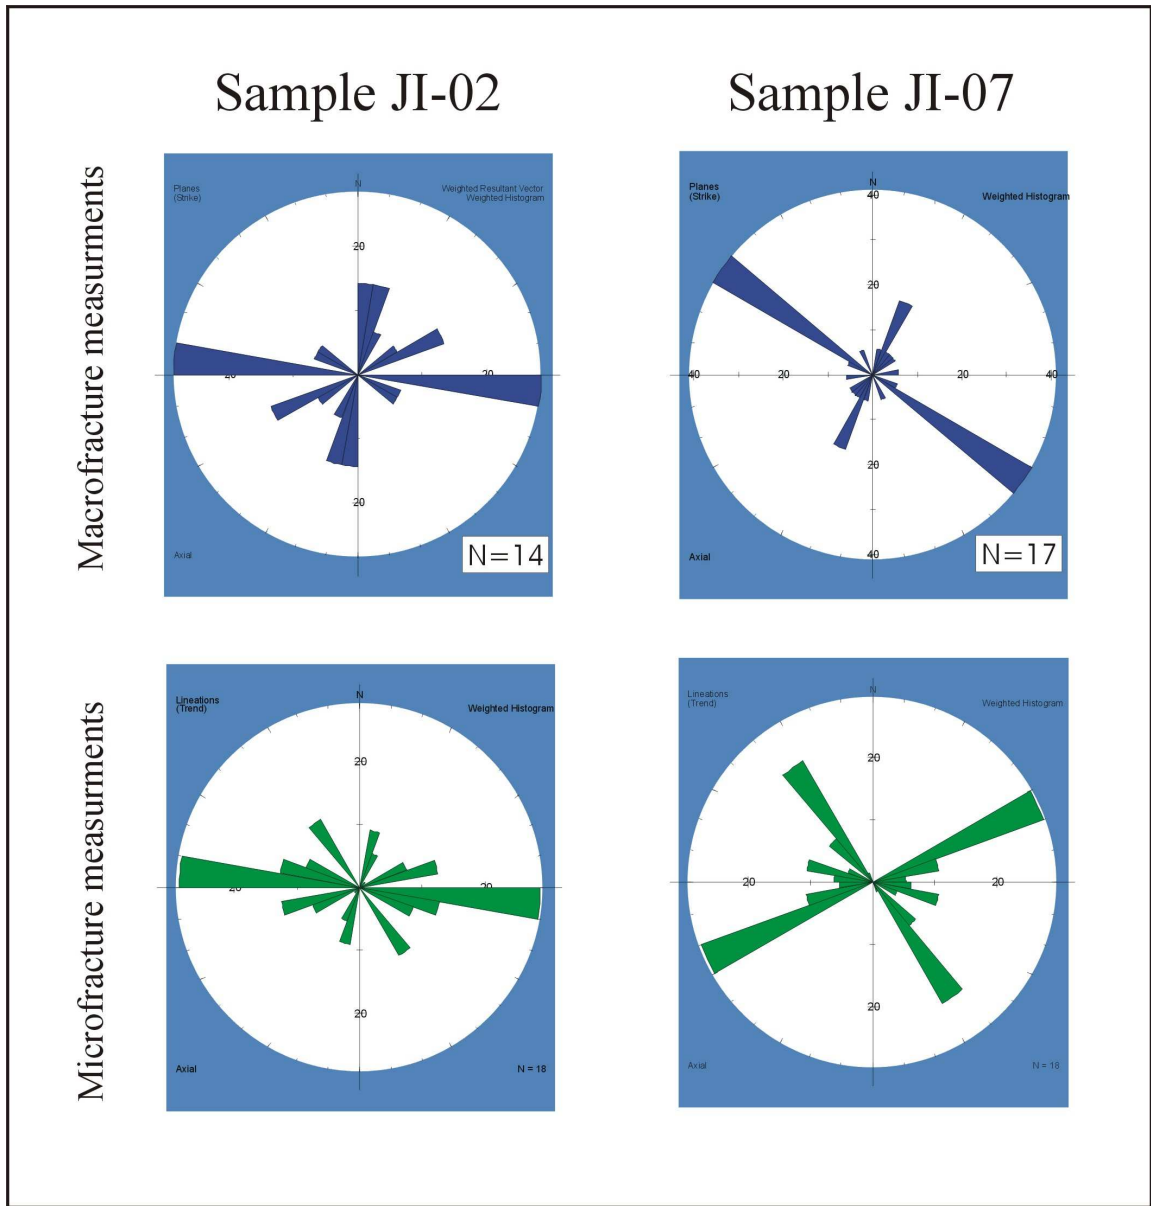 Sample JI-02
Sample JI-07
Macrofracture measurments
Planes
(Strike)
N
Weighted Resultant Vector
Weighted Histogram
20
20
20
20
Axial
N=14
Planes
(Strike)
N
40
Weighted Histogram
20
40
20
20
40
20
40
Axial
N=17
Microfracture measurments
Lineations
(Trend)
N
Weighted Histogram
20
20
20
20
Axial
N = 18
Lineations
(Trend)
N
Weighted Histogram
20
20
20
20
Axial
N = 18